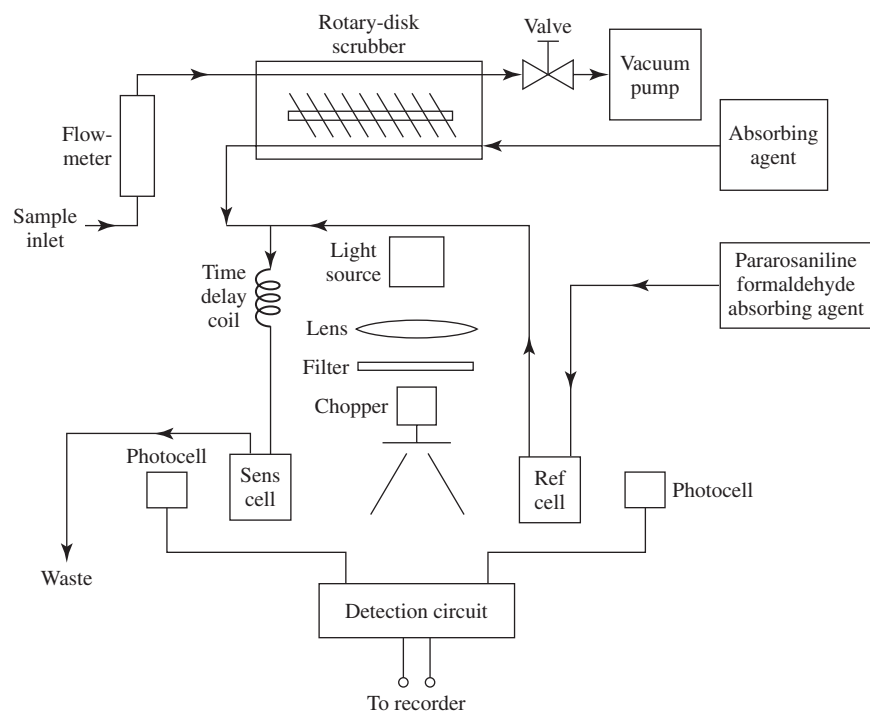 Rotary-disk
scrubber
Valve
Vacuum
pump
Flow-
meter
Absorbing
agent
Sample
inlet
Light
source
Time
delay
coil
Pararosaniline
formaldehyde
absorbing agent
Lens
Filter
Chopper
Photocell
Sens
cell
Ref
cell
Photocell
Waste
Detection circuit
To recorder